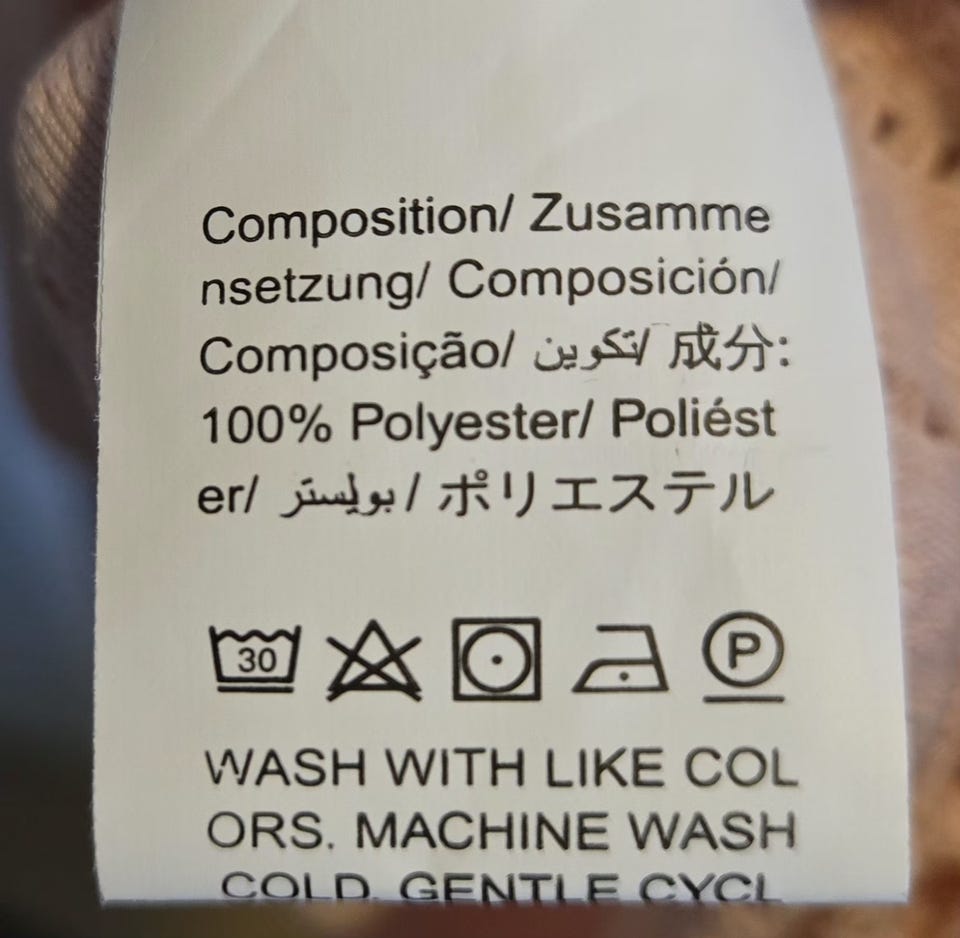 Composition/ Zusamme
nsetzung/ Composición/
Composição/ تكوين/ 成分:
100% Polyester/ Poliést
er/ بوليستر / ポリエステル
30 P
WASH WITH LIKE COL
ORS. MACHINE WASH
COLD. GENTLE CYCL